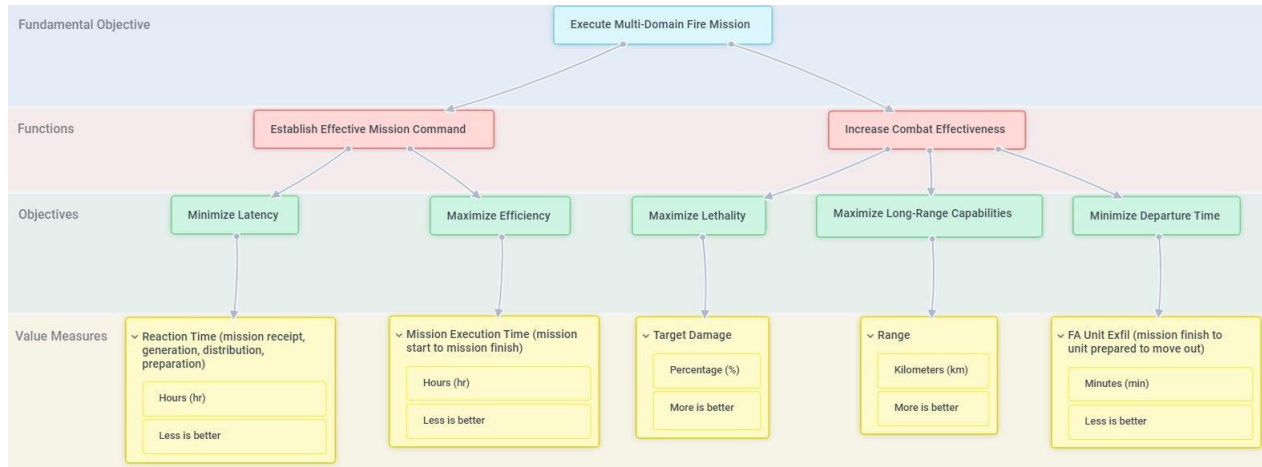 Fundamental Objective
Execute Multi-Domain Fire Mission
Functions
Establish Effective Mission Command
Increase Combat Effectiveness
Objectives
Minimize Latency
Maximize Efficiency
Maximize Lethality
Maximize Long-Range Capabilities
Minimize Departure Time
Value Measures
Reaction Time (mission receipt,
generation, distribution,
preparation)
Hours (hr)
Less is better
Mission Execution Time (mission
start to mission finish)
Hours (hr)
Less is better
Target Damage
Percentage (%)
More is better
Range
Kilometers (km)
More is better
FA Unit Exfil (mission finish to
unit prepared to move out)
Minutes (min)
Less is better